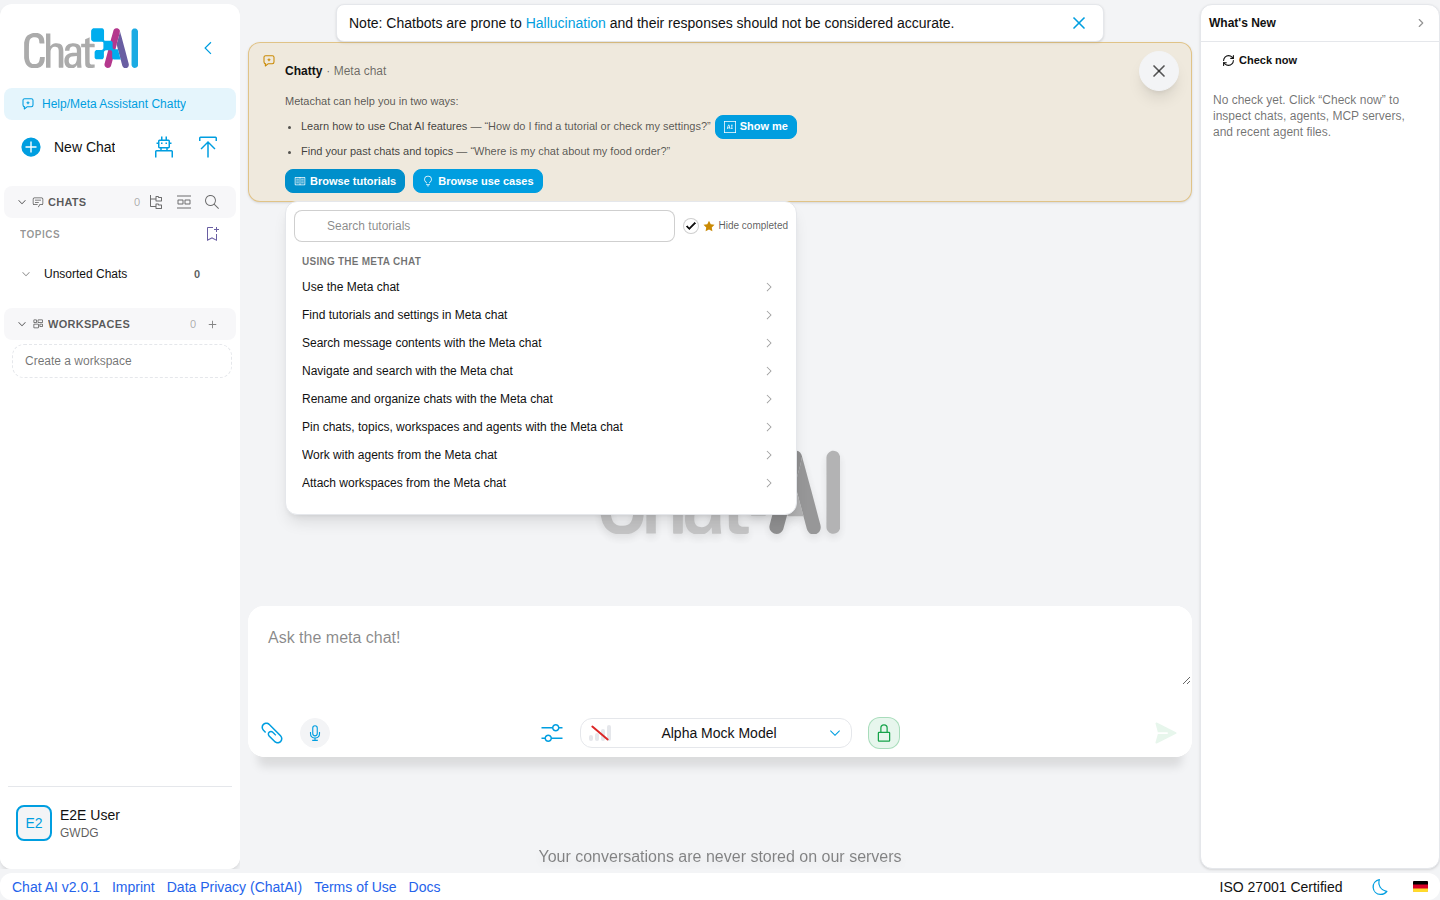 ChatAI
Help/Meta Assistant Chatty
New Chat
CHATS 0
TOPICS
Unsorted Chats 0
WORKSPACES 0
Create a workspace
E2 E2E User
GWDG
Note: Chatbots are prone to Hallucination and their responses should not be considered accurate.
Chatty · Meta chat
Metachat can help you in two ways:
• Learn how to use Chat AI features — “How do I find a tutorial or check my settings?” AI Show me
• Find your past chats and topics — “Where is my chat about my food order?”
Browse tutorials Browse use cases
Search tutorials Hide completed
USING THE META CHAT
Use the Meta chat
Find tutorials and settings in Meta chat
Search message contents with the Meta chat
Navigate and search with the Meta chat
Rename and organize chats with the Meta chat
Pin chats, topics, workspaces and agents with the Meta chat
Work with agents from the Meta chat
Attach workspaces from the Meta chat
Chat AI
Ask the meta chat!
Alpha Mock Model
Your conversations are never stored on our servers
What's New
Check now
No check yet. Click “Check now” to
inspect chats, agents, MCP servers,
and recent agent files.
Chat AI v2.0.1 Imprint Data Privacy (ChatAI) Terms of Use Docs ISO 27001 Certified